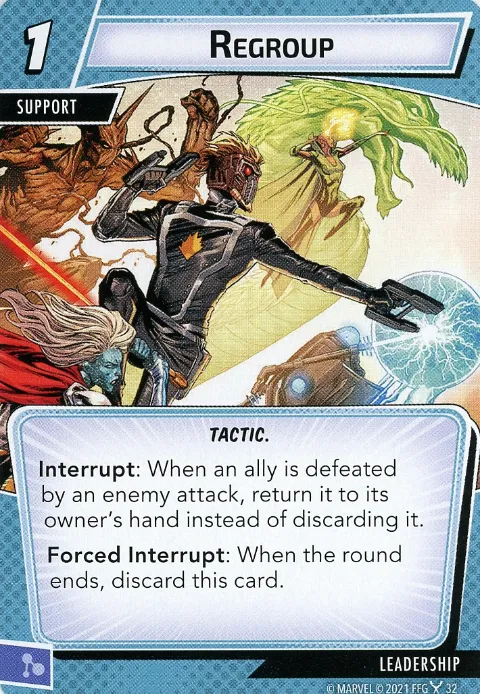 1
REGROUP
SUPPORT
TACTIC.
Interrupt: When an ally is defeated
by an enemy attack, return it to its
owner's hand instead of discarding it.
Forced Interrupt: When the round
ends, discard this card.
LEADERSHIP
© MARVEL © 2021 FFG 32